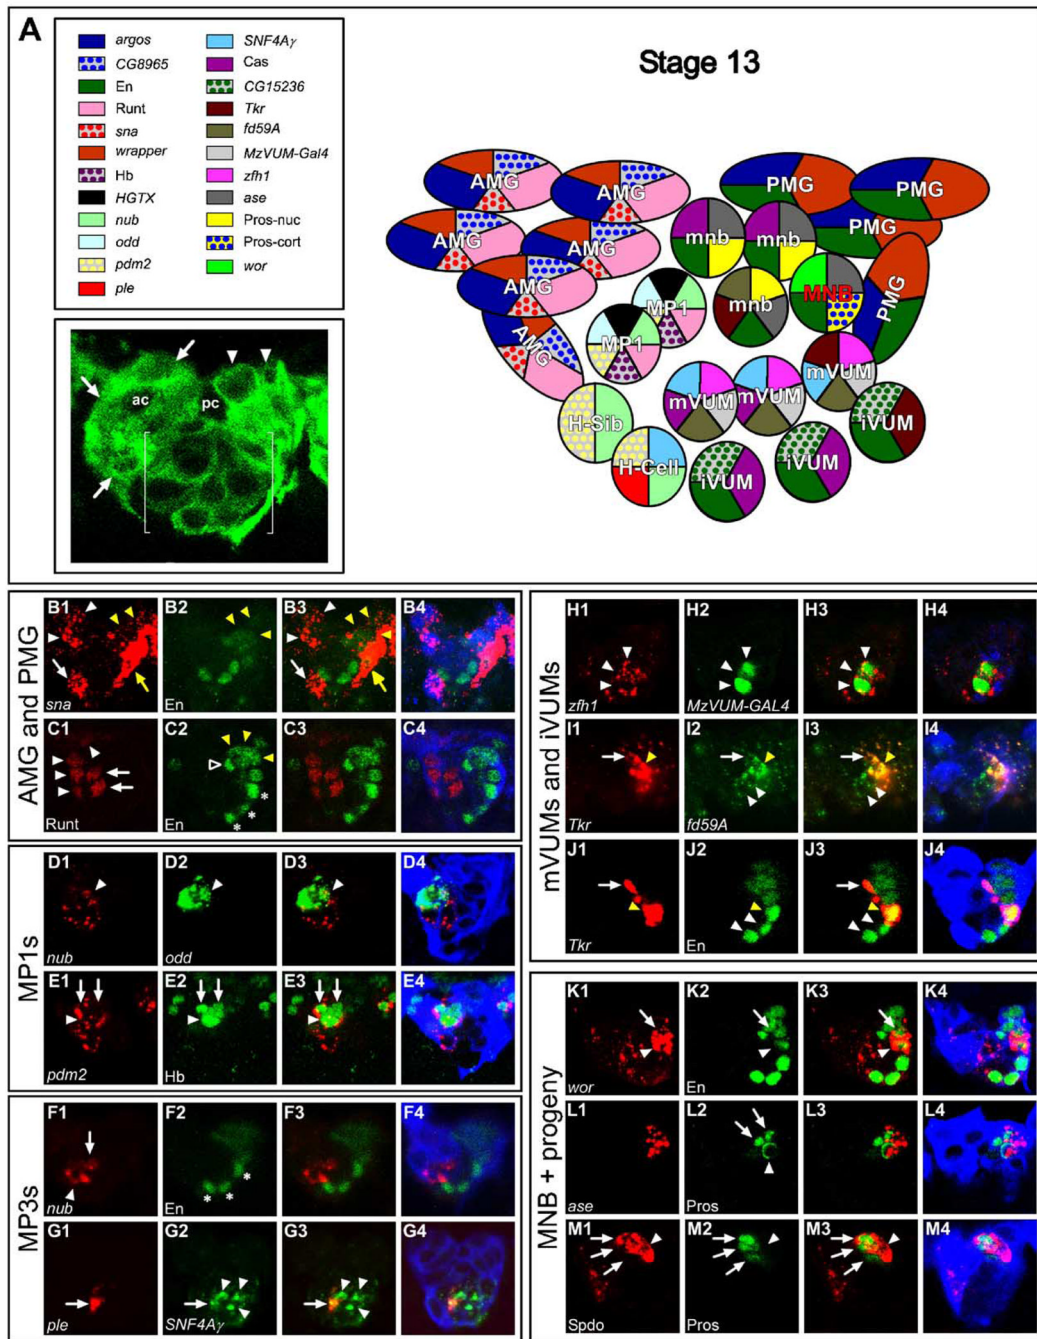 A
argos
CG8965
En
Runt
sna
wrapper
Hb
HGTX
nub
odd
pdm2
ple
SNF4Aγ
Cas
CG15236
Tkr
fd59A
MzVUM-Gal4
zfh1
ase
Pros-nuc
Pros-cort
wor
Stage 13
AMG
AMG
AMG
AMG
AMG
AMG
PMG
PMG
PMG
PMG
mnb
mnb
mnb
MNB
MP1
MP1
mVUM
mVUM
mVUM
H-Sib
H-Cell
iVUM
iVUM
iVUM
ac
pc
AMG and PMG
B1 B2 B3 B4
sna En
C1 C2 C3 C4
Runt En
MP1s
D1 D2 D3 D4
nub odd
E1 E2 E3 E4
pdm2 Hb
MP3s
F1 F2 F3 F4
nub En
G1 G2 G3 G4
ple SNF4Aγ
mVUMs and iVUMs
H1 H2 H3 H4
zfh1 MzVUM-GAL4
I1 I2 I3 I4
Tkr fd59A
J1 J2 J3 J4
Tkr En
MNB + progeny
K1 K2 K3 K4
wor En
L1 L2 L3 L4
ase Pros
M1 M2 M3 M4
Spdo Pros